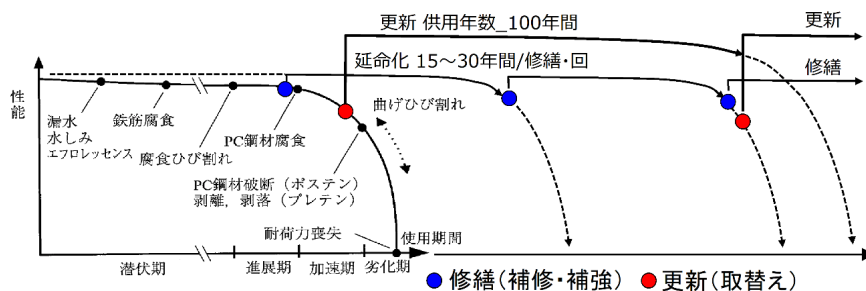 更新 供用年数_100年間
更新
延命化 15～30年間/修繕・回
修繕
性能
漏水
水しみ
エフロレッセンス
鉄筋腐食
腐食ひび割れ
PC鋼材腐食
曲げひび割れ
PC鋼材破断（ポステン）
剥離，剥落（プレテン）
耐荷力喪失
使用期間
潜伏期
進展期
加速期
劣化期
修繕（補修・補強）
更新（取替え）